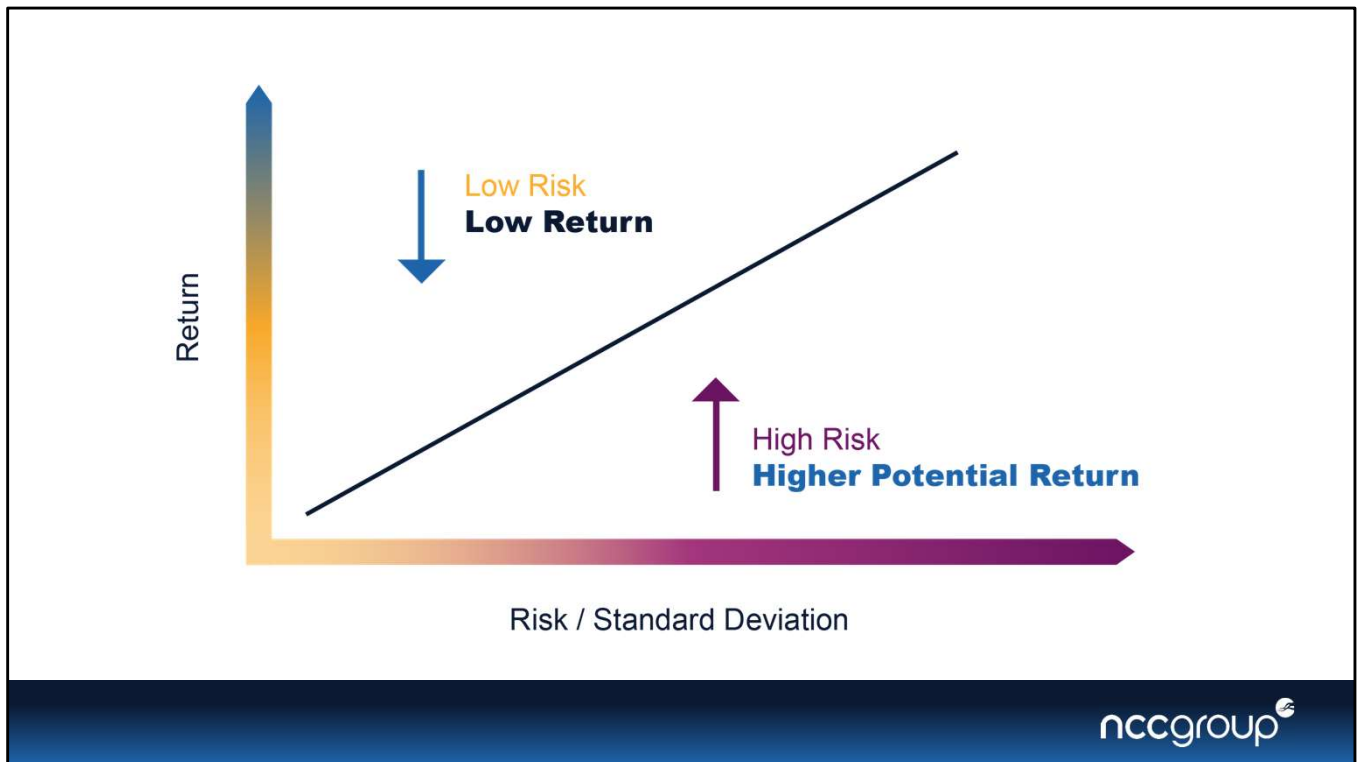 Low Risk
Low Return
Return
High Risk
Higher Potential Return
Risk / Standard Deviation
nccgroup